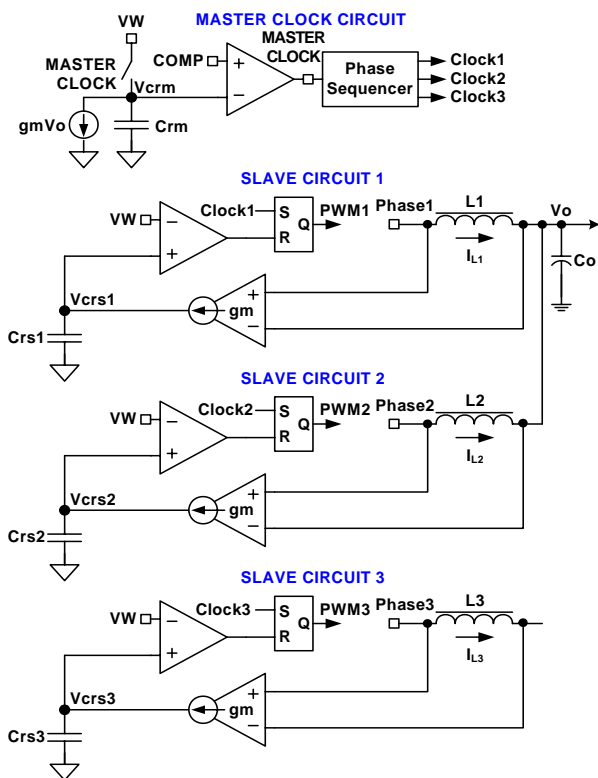 MASTER CLOCK CIRCUIT
VW
MASTER
CLOCK
COMP
MASTER
CLOCK
Vcrm
gmVo
Crm
+
−
Phase
Sequencer
Clock1
Clock2
Clock3
SLAVE CIRCUIT 1
VW
−
+
Clock1
S
R
Q
PWM1
Phase1
L1
IL1
Vo
Co
Vcrs1
Crs1
gm
+
−
SLAVE CIRCUIT 2
VW
−
+
Clock2
S
R
Q
PWM2
Phase2
L2
IL2
Vcrs2
Crs2
gm
+
−
SLAVE CIRCUIT 3
VW
−
+
Clock3
S
R
Q
PWM3
Phase3
L3
IL3
Vcrs3
Crs3
gm
+
−